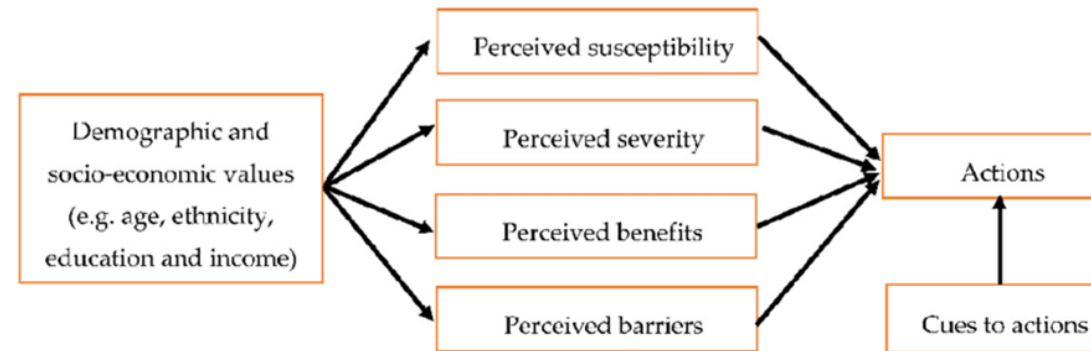 Perceived susceptibility
Demographic and
socio-economic values
(e.g. age, ethnicity,
education and income)
Perceived severity
Perceived benefits
Perceived barriers
Actions
Cues to actions